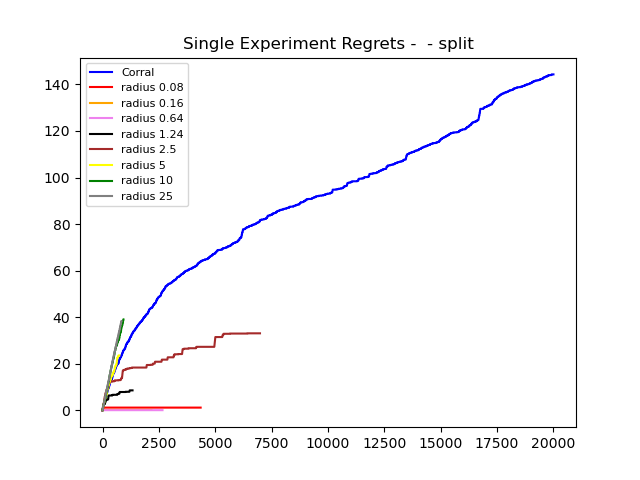 Single Experiment Regrets -  - split
Corral
radius 0.08
radius 0.16
radius 0.64
radius 1.24
radius 2.5
radius 5
radius 10
radius 25
140
120
100
80
60
40
20
0
0 2500 5000 7500 10000 12500 15000 17500 20000